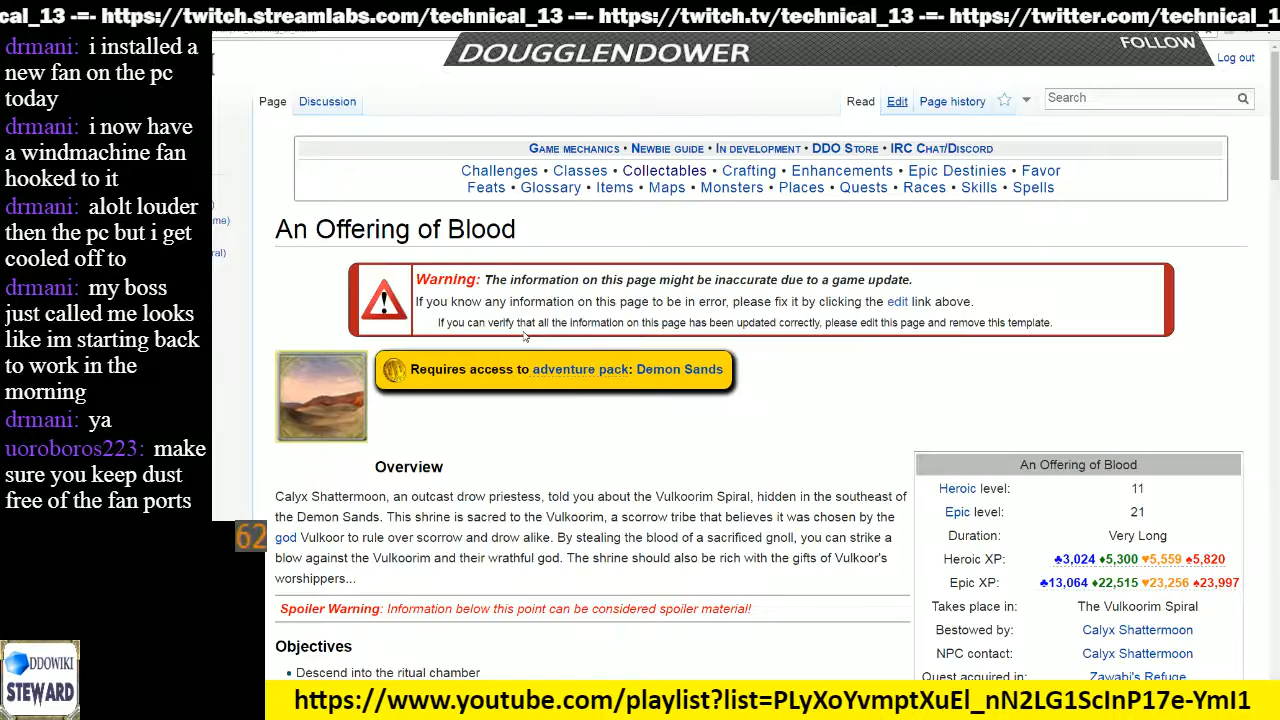 cal_13 -=- https://twitch.streamlabs.com/technical_13 -=- https://twitch.tv/technical_13 -=- https://twitter.com/technical_1
drmani: i installed a
new fan on the pc
today
drmani: i now have
a windmachine fan
hooked to it
drmani: alolt louder
then the pc but i get
cooled off to
drmani: my boss
just called me looks
like im starting back
to work in the
morning
drmani: ya
uoroboros223: make
sure you keep dust
free of the fan ports
62
DDOWIKI
STEWARD
DOUGGLENDOWER
FOLLOW
Log out
Page Discussion
Read Edit Page history Search
Game mechanics • Newbie guide • In development • DDO Store • IRC Chat/Discord
Challenges • Classes • Collectables • Crafting • Enhancements • Epic Destinies • Favor
Feats • Glossary • Items • Maps • Monsters • Places • Quests • Races • Skills • Spells
me)
ral)
An Offering of Blood
Warning: The information on this page might be inaccurate due to a game update.
If you know any information on this page to be in error, please fix it by clicking the edit link above.
If you can verify that all the information on this page has been updated correctly, please edit this page and remove this template.
Requires access to adventure pack: Demon Sands
Overview
Calyx Shattermoon, an outcast drow priestess, told you about the Vulkoorim Spiral, hidden in the southeast of
the Demon Sands. This shrine is sacred to the Vulkoorim, a scorrow tribe that believes it was chosen by the
god Vulkoor to rule over scorrow and drow alike. By stealing the blood of a sacrificed gnoll, you can strike a
blow against the Vulkoorim and their wrathful god. The shrine should also be rich with the gifts of Vulkoor's
worshippers...
Spoiler Warning: Information below this point can be considered spoiler material!
Objectives
• Descend into the ritual chamber
An Offering of Blood
Heroic level: 11
Epic level: 21
Duration: Very Long
Heroic XP: ♣3,024 ♦5,300 ♥5,559 ♠5,820
Epic XP: ♣13,064 ♦22,515 ♥23,256 ♠23,997
Takes place in: The Vulkoorim Spiral
Bestowed by: Calyx Shattermoon
NPC contact: Calyx Shattermoon
Quest acquired in: Zawabi's Refuge
https://www.youtube.com/playlist?list=PLyXoYvmptXuEl_nN2LG1ScInP17e-YmI1